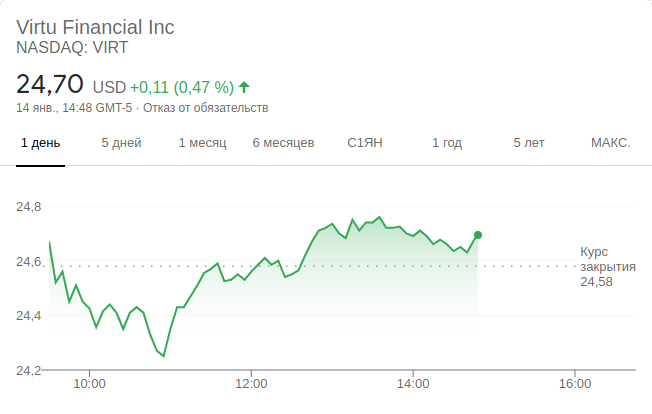 Virtu Financial Inc
NASDAQ: VIRT
24,70 USD +0,11 (0,47 %)
14 янв., 14:48 GMT-5 · Отказ от обязательств
1 день 5 дней 1 месяц 6 месяцев С1ЯН 1 год 5 лет МАКС.
24,8
24,6
24,4
24,2
Курс
закрытия
24,58
10:00 12:00 14:00 16:00